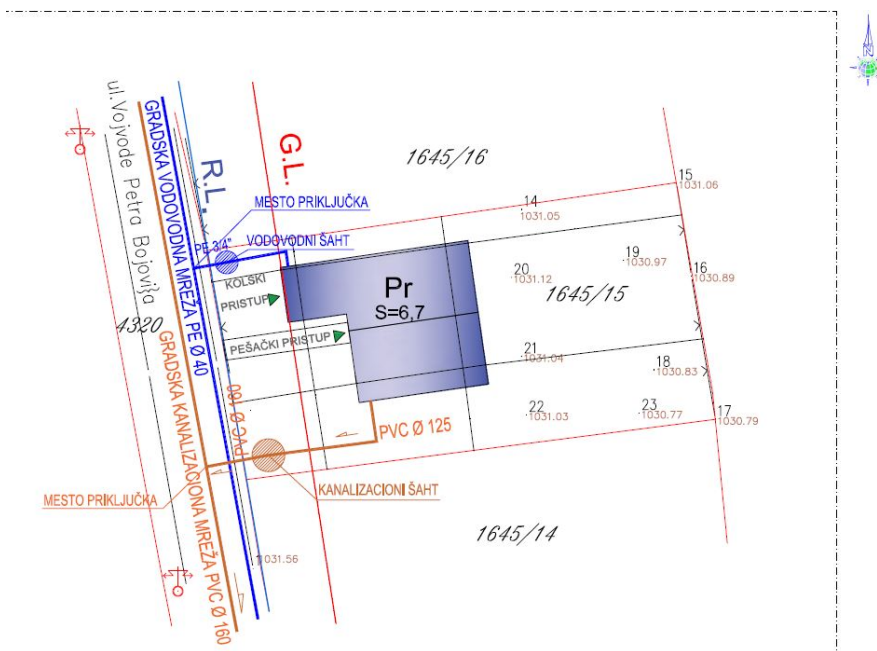 N
ul.Vojvode Petra Bojoviša
GRADSKA VODOVODNA MREŽA PE Ø 40
R.L.
G.L.
1645/16
15
1031.06
14
1031.05
MESTO PRIKLJUČKA
PE 3/4"
VODOVODNI ŠAHT
19
1030.97
20
1031.12
16
1030.89
KOLSKI
PRISTUP
Pr
S=6,7
1645/15
4320
PEŠAČKI PRISTUP
21
1031.04
18
1030.83
GRADSKA KANALIZACIONA MREŽA PVC Ø 160
PVC Ø 160
22
1031.03
23
1030.77
17
1030.79
PVC Ø 125
MESTO PRIKLJUČKA
KANALIZACIONI ŠAHT
1645/14
1031.56